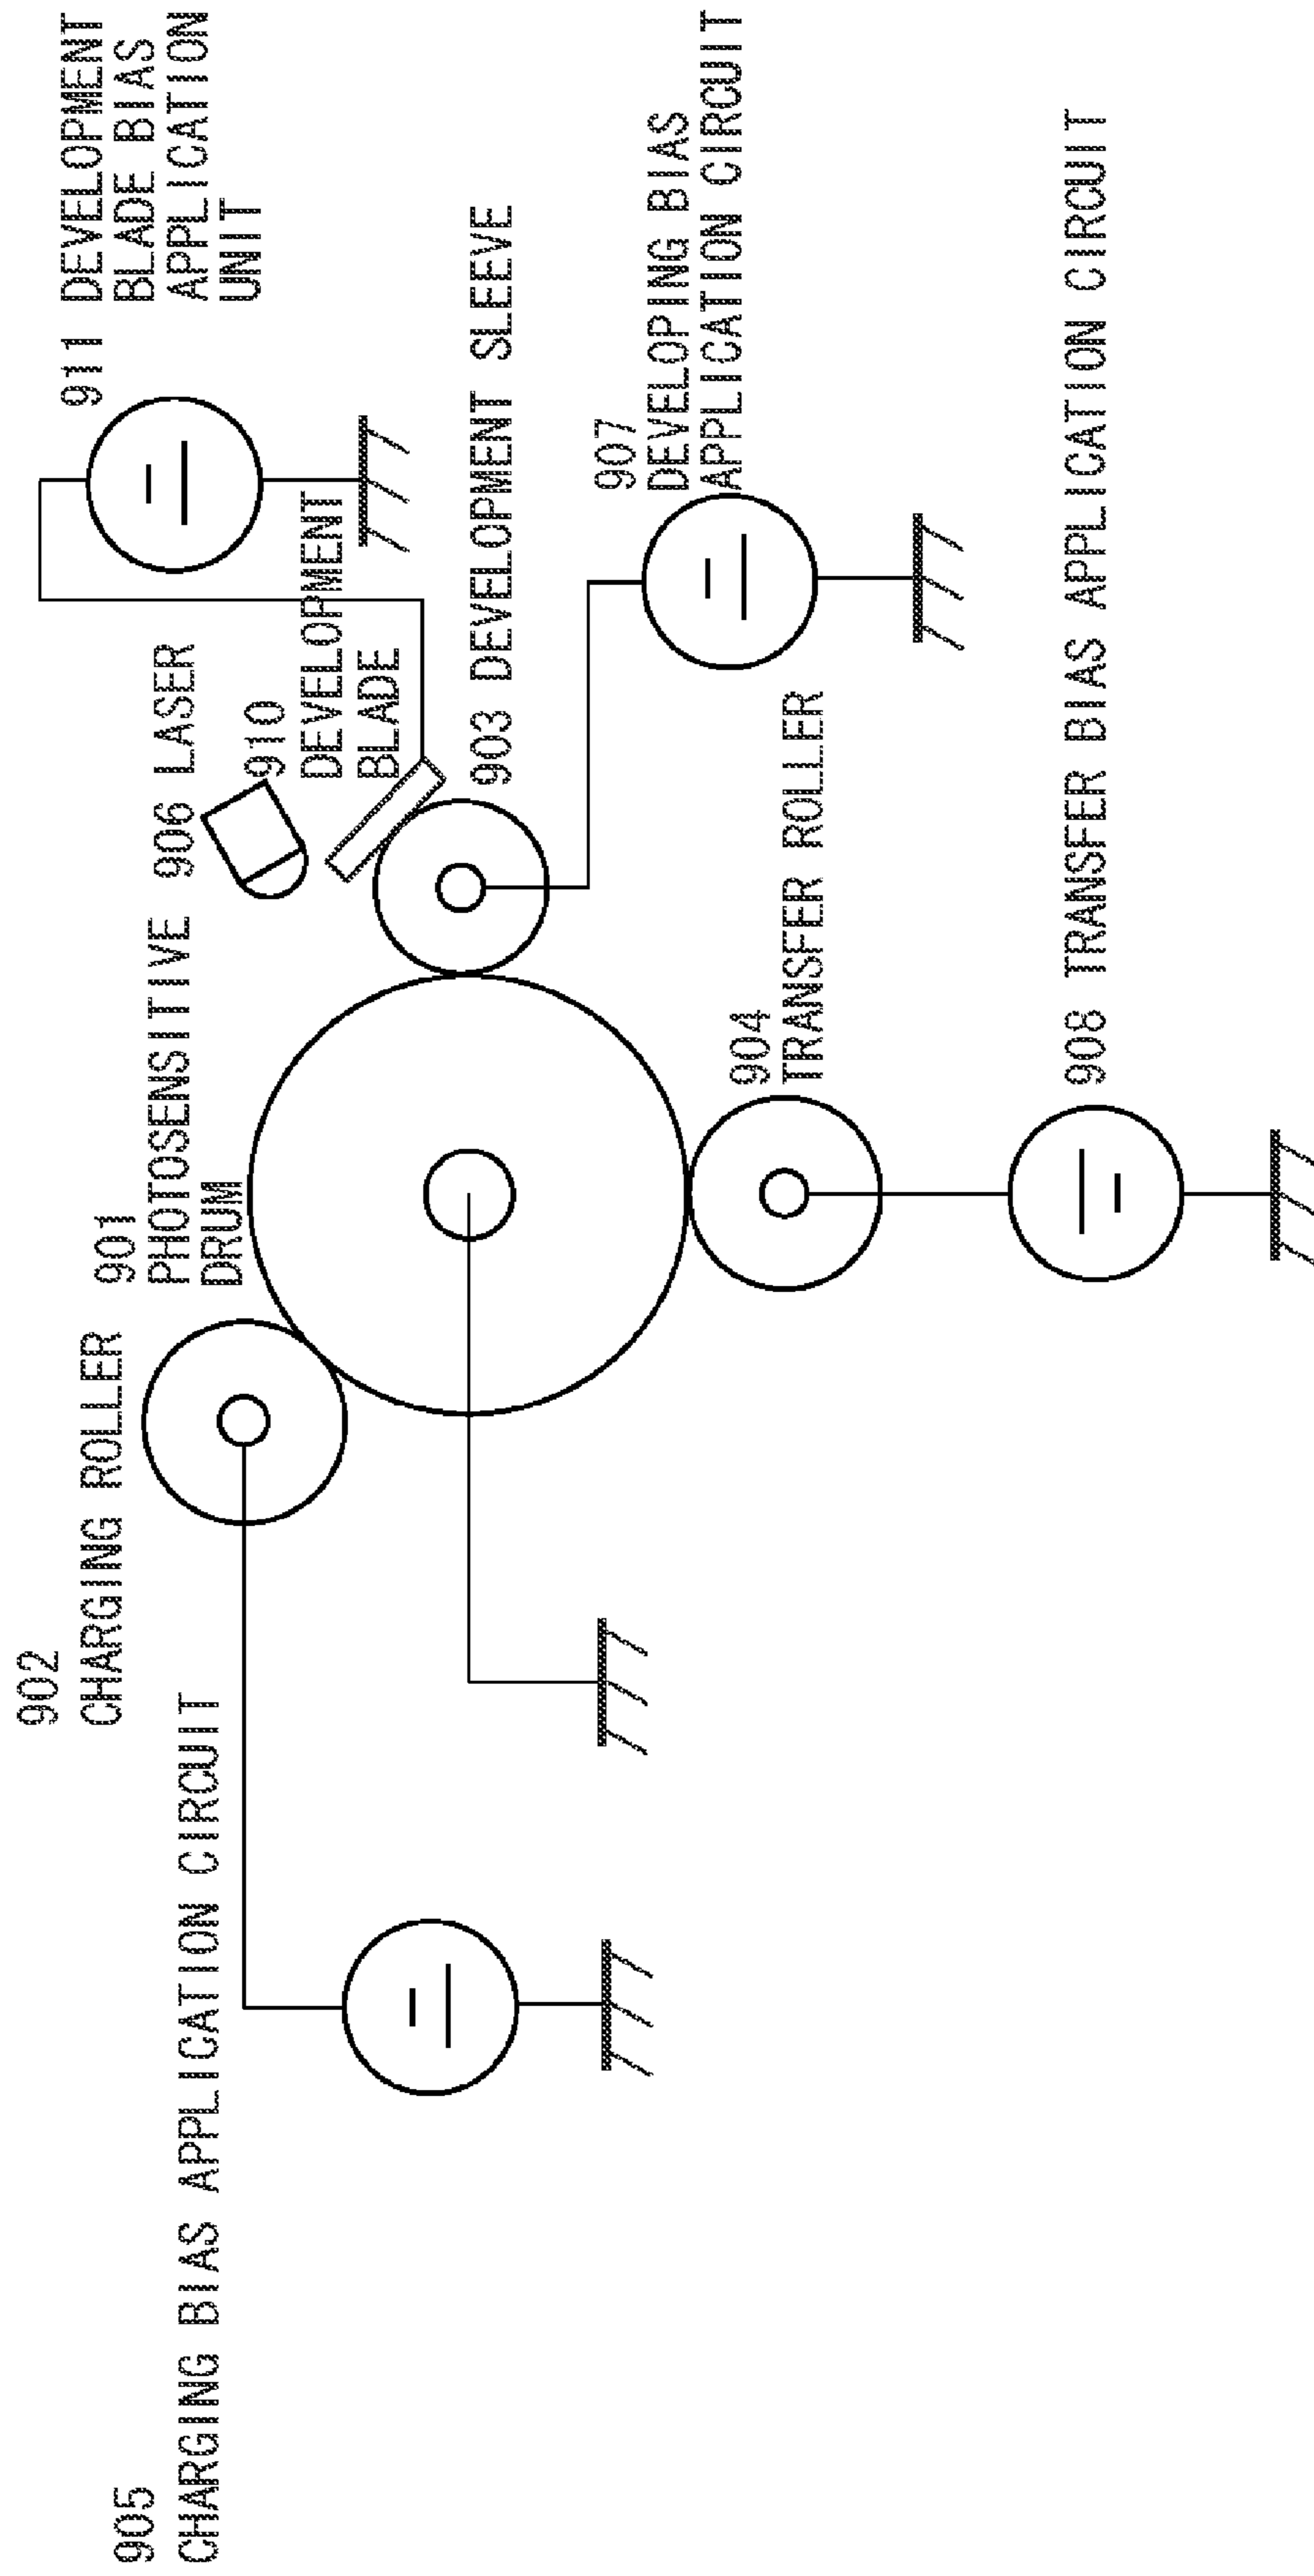 905
CHARGING BIAS APPLICATION CIRCUIT
902
CHARGING ROLLER
901
PHOTOSENSITIVE
DRUM
906 LASER
910
DEVELOPMENT
BLADE
911 DEVELOPMENT
BLADE BIAS
APPLICATION
UNIT
903 DEVELOPMENT SLEEVE
907
DEVELOPING BIAS
APPLICATION CIRCUIT
904
TRANSFER ROLLER
908 TRANSFER BIAS APPLICATION CIRCUIT